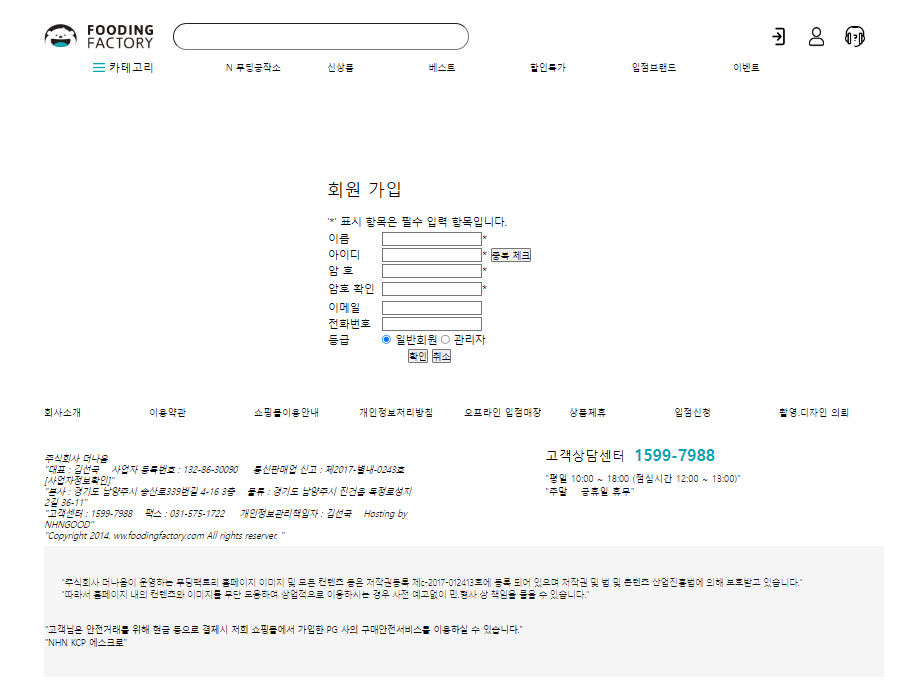 FOODING
FACTORY
카테고리 N 푸딩공작소 신상품 베스트 할인특가 입점브랜드 이벤트
회원 가입
'*' 표시 항목은 필수 입력 항목입니다.
이름 *
아이디 * 중복 체크
암 호 *
암호 확인 *
이메일
전화번호
등급 일반회원 관리자
확인 취소
회사소개 이용약관 쇼핑몰이용안내 개인정보처리방침 오프라인 입점매장 상품제휴 입점신청 촬영.디자인 의뢰
주식회사 더나옴
"대표 : 김선국 사업자 등록번호 : 132-86-30090 통신판매업 신고 : 제2017-별내-0243호
[사업자정보확인]"
"본사 : 경기도 남양주시 송산로339번길 4-16 3층 물류 : 경기도 남양주시 진건읍 독정로성지
2길 36-11"
"고객센터 : 1599-7988 팩스 : 031-575-1722 개인정보관리책임자 : 김선국 Hosting by
NHNGOOD"
"Copyright 2014. ww.foodingfactory.com All rights reserver. "
고객상담센터 1599-7988
"평일 10:00 ~ 18:00 (점심시간 12:00 ~ 13:00)"
"주말 공휴일 휴무"
"주식회사 더나옴이 운영하는 푸딩팩토리 홈페이지 이미지 및 모든 컨텐츠 등은 저작권등록 제c-2017-012413호에 등록 되어 있으며 저작권 및 법 및 콘텐츠 산업진흥법에 의해 보호받고 있습니다."
"따라서 홈페이지 내의 컨텐츠와 이미지를 무단 도용하여 상업적으로 이용하시는 경우 사전 예고없이 민.형사 상 책임을 물을 수 있습니다."
"고객님은 안전거래를 위해 현금 등으로 결제시 저희 쇼핑몰에서 가입한 PG 사의 구매안전서비스를 이용하실 수 있습니다."
"NHN KCP 에스크로"